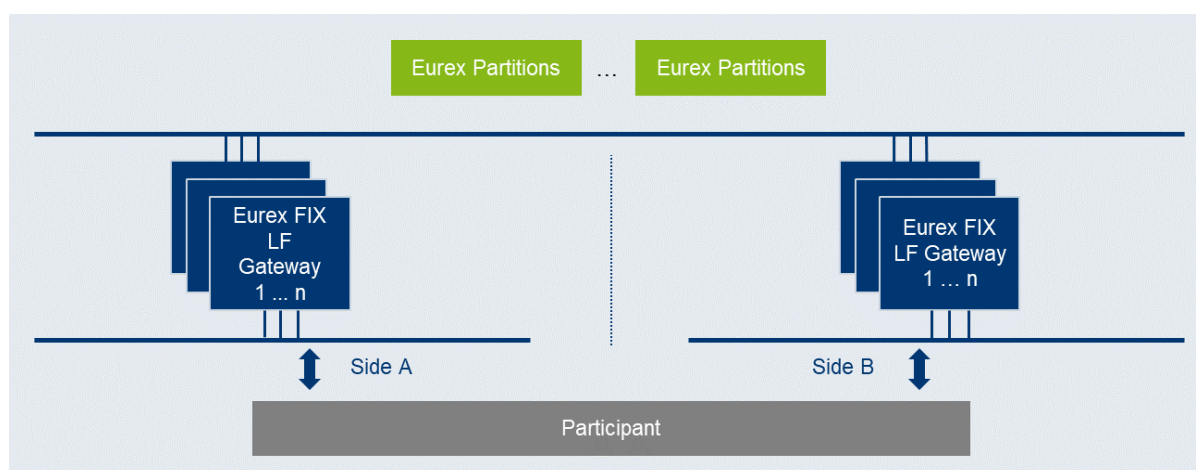 Eurex Partitions … Eurex Partitions
Eurex FIX
LF
Gateway
1 ... n
Eurex FIX
LF Gateway
1 … n
Side A
Side B
Participant